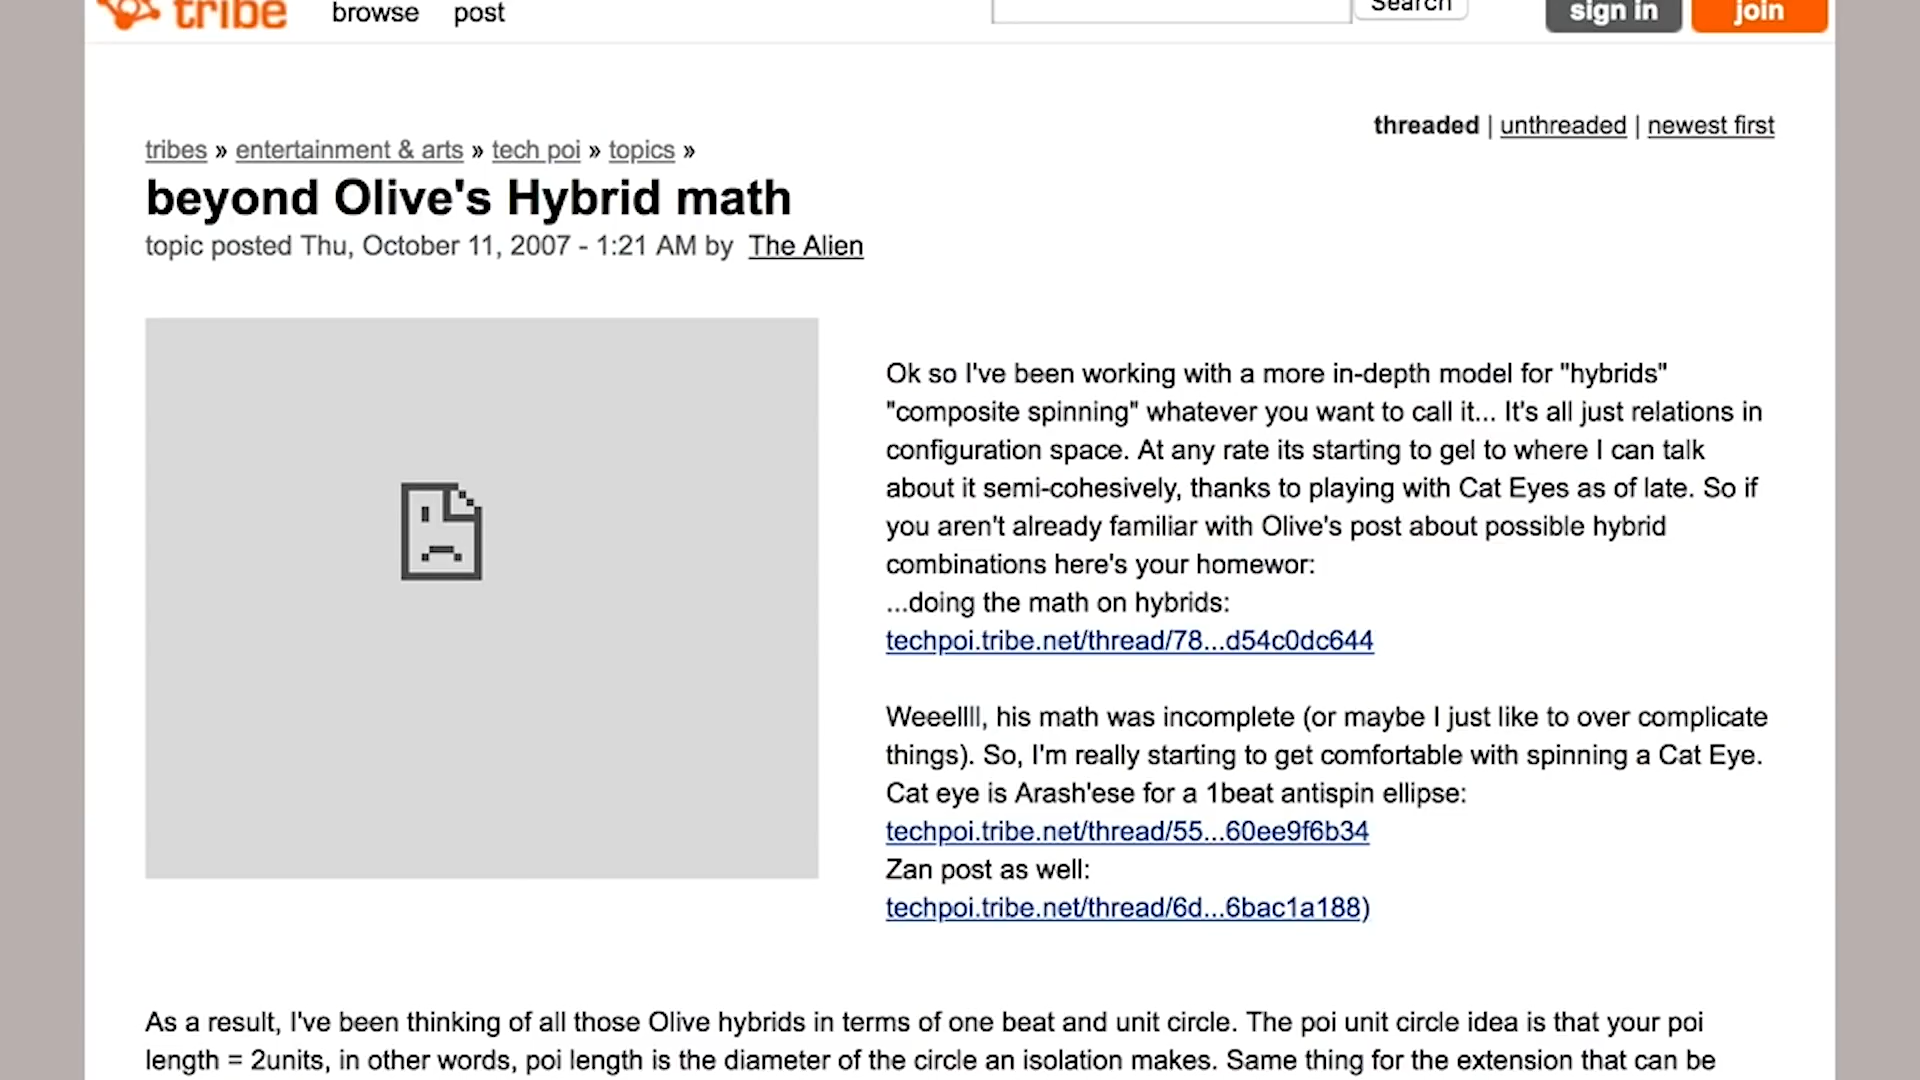 tribe browse post Search sign in join
threaded | unthreaded | newest first
tribes » entertainment & arts » tech poi » topics »
beyond Olive's Hybrid math
topic posted Thu, October 11, 2007 - 1:21 AM by The Alien
Ok so I've been working with a more in-depth model for "hybrids"
"composite spinning" whatever you want to call it... It's all just relations in
configuration space. At any rate its starting to gel to where I can talk
about it semi-cohesively, thanks to playing with Cat Eyes as of late. So if
you aren't already familiar with Olive's post about possible hybrid
combinations here's your homewor:
...doing the math on hybrids:
techpoi.tribe.net/thread/78...d54c0dc644
Weeellll, his math was incomplete (or maybe I just like to over complicate
things). So, I'm really starting to get comfortable with spinning a Cat Eye.
Cat eye is Arash'ese for a 1beat antispin ellipse:
techpoi.tribe.net/thread/55...60ee9f6b34
Zan post as well:
techpoi.tribe.net/thread/6d...6bac1a188)
As a result, I've been thinking of all those Olive hybrids in terms of one beat and unit circle. The poi unit circle idea is that your poi
length = 2units, in other words, poi length is the diameter of the circle an isolation makes. Same thing for the extension that can be